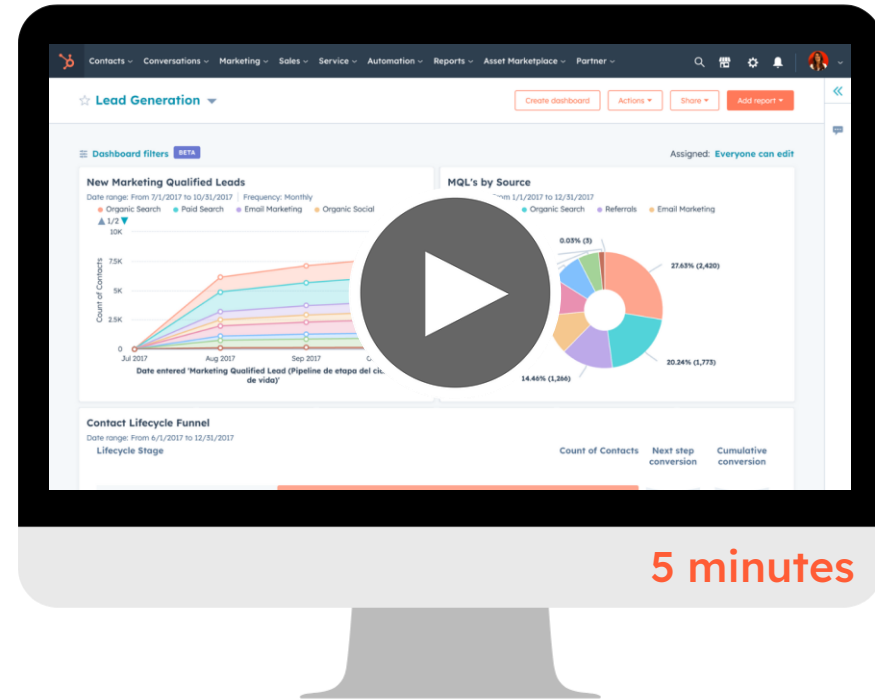 Contacts Conversations Marketing Sales Service Automation Reports Asset Marketplace Partner
Lead Generation
Create dashboard Actions Share Add report
Dashboard filters BETA
Assigned: Everyone can edit
New Marketing Qualified Leads
Date range: From 7/1/2017 to 10/31/2017 Frequency: Monthly
Organic Search Paid Search Email Marketing Organic Social
1/2
10K
7.5K
5K
2.5K
0
Count of Contacts
Jul 2017 Aug 2017 Sep 2017
Date entered 'Marketing Qualified Lead (Pipeline de etapa del
de vida)'
MQL's by Source
1/1/2017 to 12/31/2017
Organic Search Referrals Email Marketing
0.03% (3)
27.63% (2,420)
20.24% (1,773)
14.46% (1,266)
Contact Lifecycle Funnel
Date range: From 6/1/2017 to 12/31/2017
Lifecycle Stage
Count of Contacts
Next step
conversion
Cumulative
conversion
5 minutes